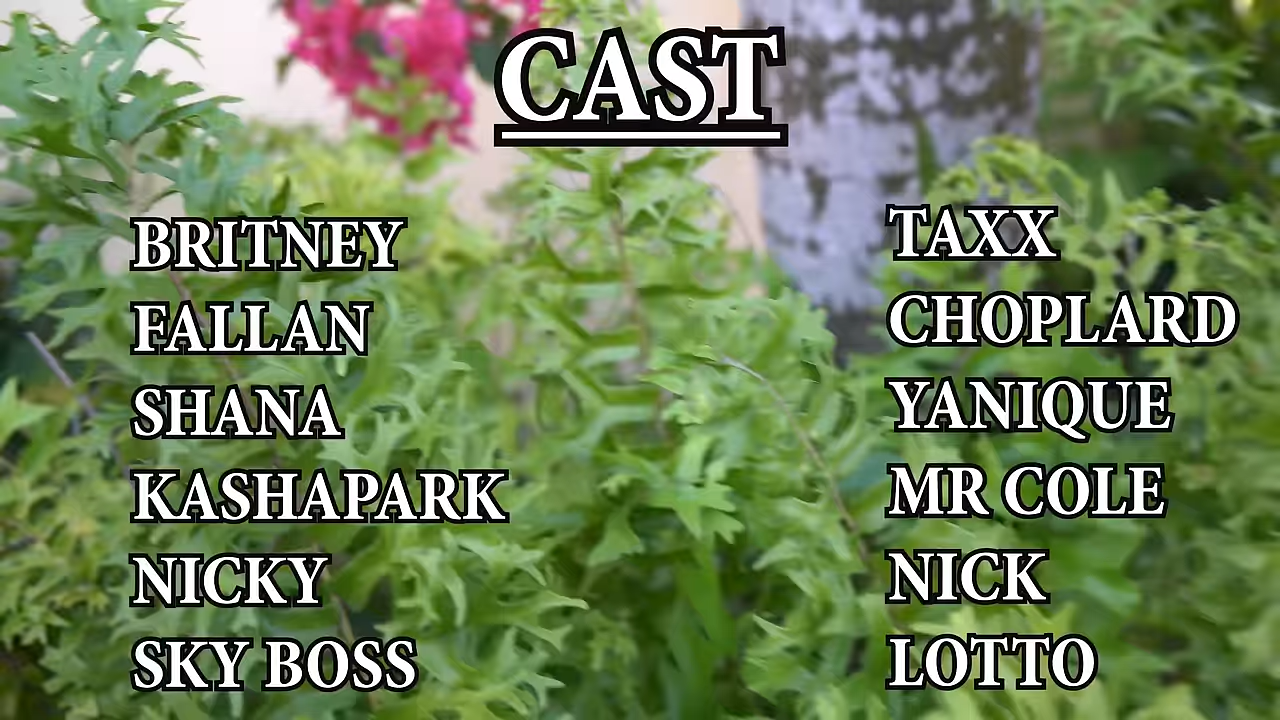 CAST
BRITNEY
FALLAN
SHANA
KASHAPARK
NICKY
SKY BOSS
TAXX
CHOPLARD
YANIQUE
MR COLE
NICK
LOTTO